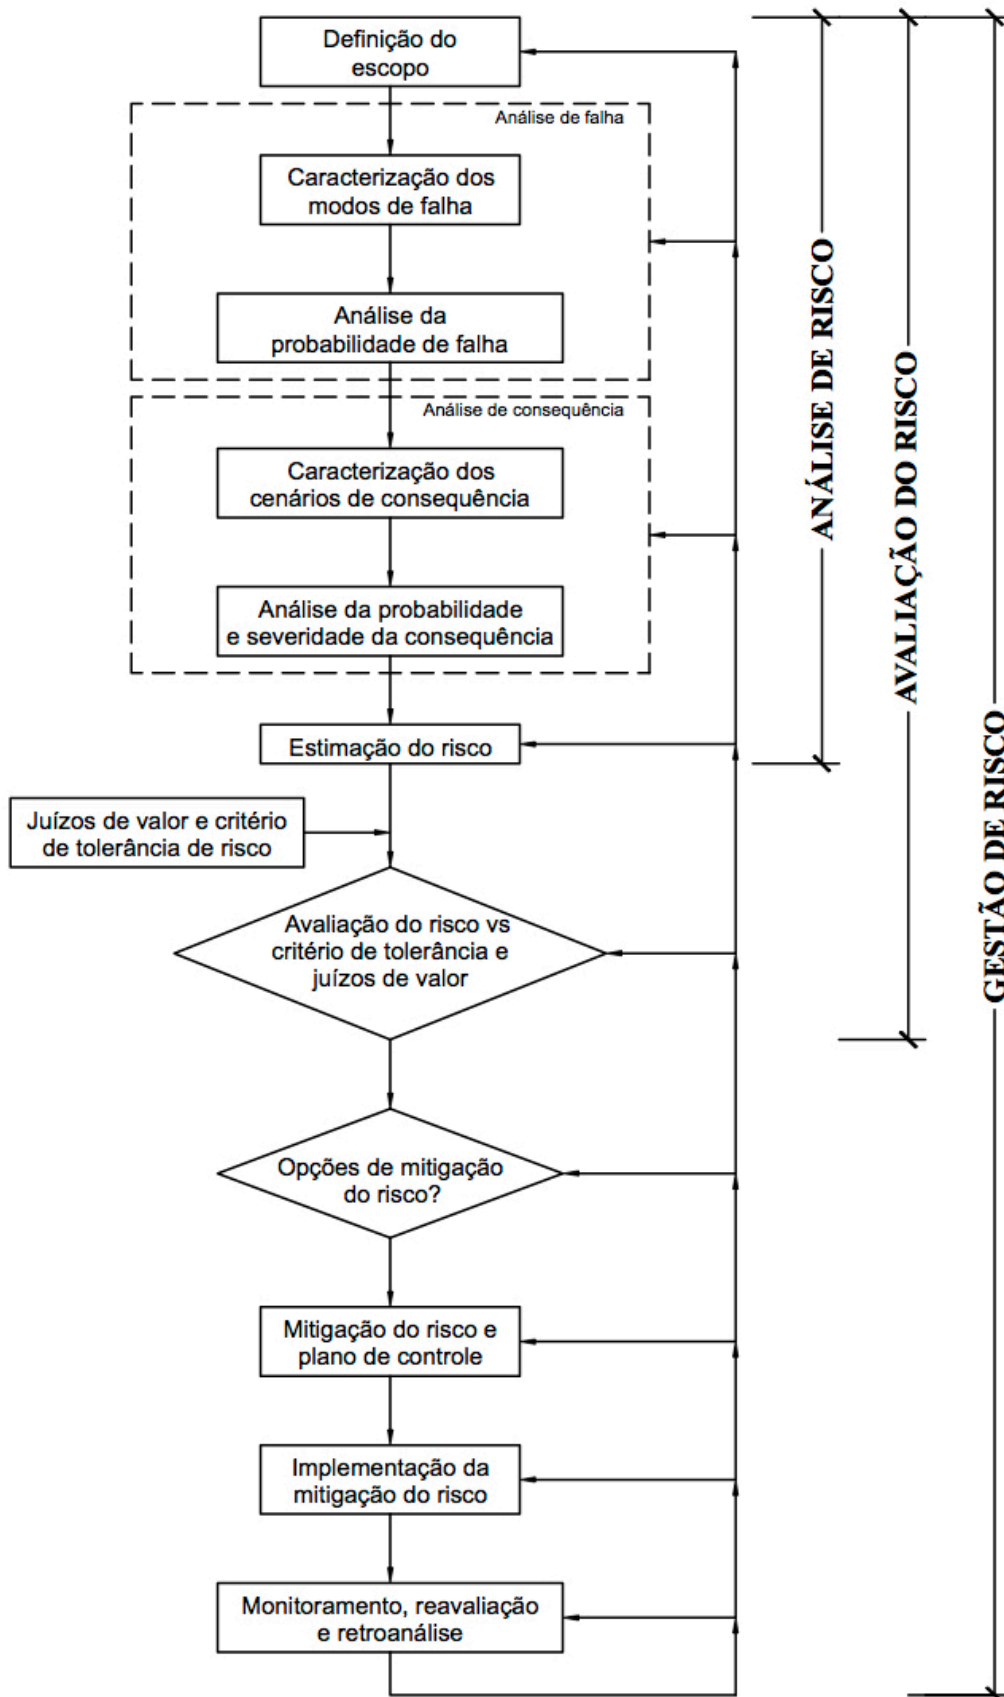 Definição do
escopo
Análise de falha
Caracterização dos
modos de falha
Análise da
probabilidade de falha
Análise de consequência
Caracterização dos
cenários de consequência
Análise da probabilidade
e severidade da consequência
Estimação do risco
Juízos de valor e critério
de tolerância de risco
Avaliação do risco vs
critério de tolerância e
juízos de valor
Opções de mitigação
do risco?
Mitigação do risco e
plano de controle
Implementação da
mitigação do risco
Monitoramento, reavaliação
e retroanálise
ANÁLISE DE RISCO
AVALIAÇÃO DO RISCO
GESTÃO DE RISCO